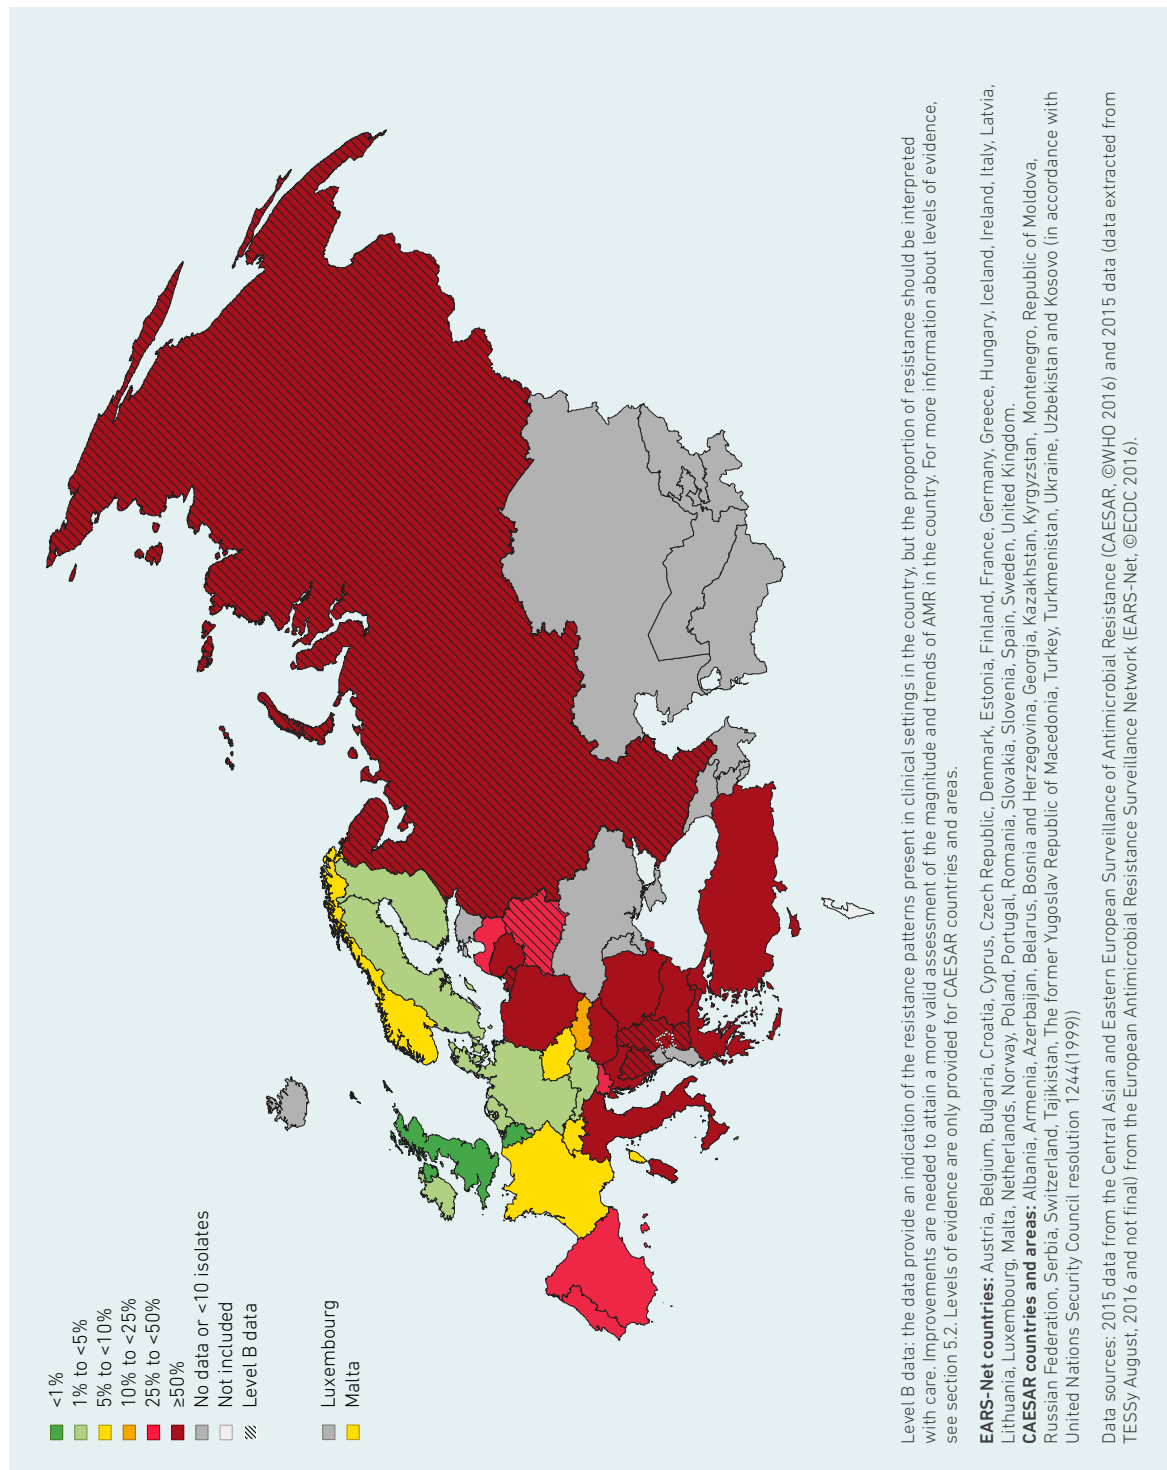 <1%
1% to <5%
5% to <10%
10% to <25%
25% to <50%
≥50%
No data or <10 isolates
Not included
Level B data
Luxembourg
Malta
Level B data: the data provide an indication of the resistance patterns present in clinical settings in the country, but the proportion of resistance should be interpreted
with care. Improvements are needed to attain a more valid assessment of the magnitude and trends of AMR in the country. For more information about levels of evidence,
see section 5.2. Levels of evidence are only provided for CAESAR countries and areas.
EARS-Net countries: Austria, Belgium, Bulgaria, Croatia, Cyprus, Czech Republic, Denmark, Estonia, Finland, France, Germany, Greece, Hungary, Iceland, Ireland, Italy, Latvia,
Lithuania, Luxembourg, Malta, Netherlands, Norway, Poland, Portugal, Romania, Slovakia, Slovenia, Spain, Sweden, United Kingdom.
CAESAR countries and areas: Albania, Armenia, Azerbaijan, Belarus, Bosnia and Herzegovina, Georgia, Kazakhstan, Kyrgyzstan, Montenegro, Republic of Moldova,
Russian Federation, Serbia, Switzerland, Tajikistan, The former Yugoslav Republic of Macedonia, Turkey, Turkmenistan, Ukraine, Uzbekistan and Kosovo (in accordance with
United Nations Security Council resolution 1244(1999))
Data sources: 2015 data from the Central Asian and Eastern European Surveillance of Antimicrobial Resistance (CAESAR, ©WHO 2016) and 2015 data (data extracted from
TESSy August, 2016 and not final) from the European Antimicrobial Resistance Surveillance Network (EARS-Net, ©ECDC 2016).